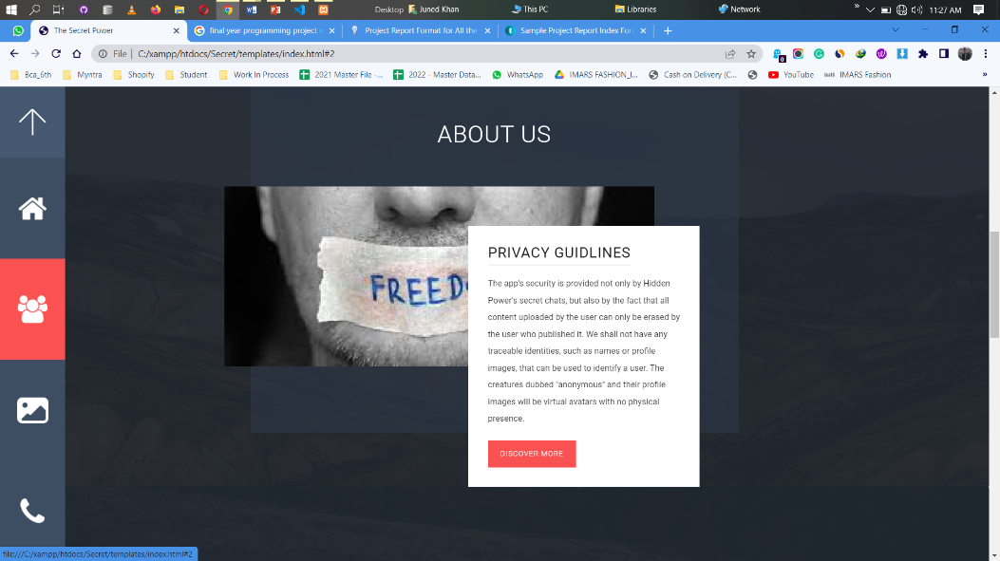 Desktop
Juned Khan
This PC
Libraries
Network
»
11:27 AM
The Secret Power
final year programming project r
Project Report Format for All the
Sample Project Report Index For
File | C:/xampp/htdocs/Secret/templates/index.html#2
0
Bca_6th
Myntra
Shopify
Student
Work In Process
2021 Master File -...
2022 - Master Data...
WhatsApp
IMARS FASHION_I...
Cash on Delivery (C...
YouTube
IMARS Fashion
»
ABOUT US
FREED
PRIVACY GUIDLINES
The app's security is provided not only by Hidden
Power's secret chats, but also by the fact that all
content uploaded by the user can only be erased by
the user who published it. We shall not have any
traceable identities, such as names or profile
images, that can be used to identify a user. The
creatures dubbed "anonymous" and their profile
images will be virtual avatars with no physical
presence.
DISCOVER MORE
file:///C:/xampp/htdocs/Secret/templates/index.html#2